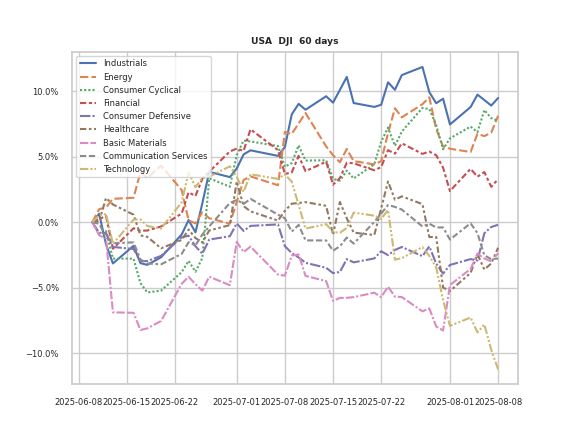 USA DJI 60 days
Industrials
Energy
Consumer Cyclical
Financial
Consumer Defensive
Healthcare
Basic Materials
Communication Services
Technology
10.0%
5.0%
0.0%
−5.0%
−10.0%
2025-06-08 2025-06-15 2025-06-22 2025-07-01 2025-07-08 2025-07-15 2025-07-22 2025-08-01 2025-08-08